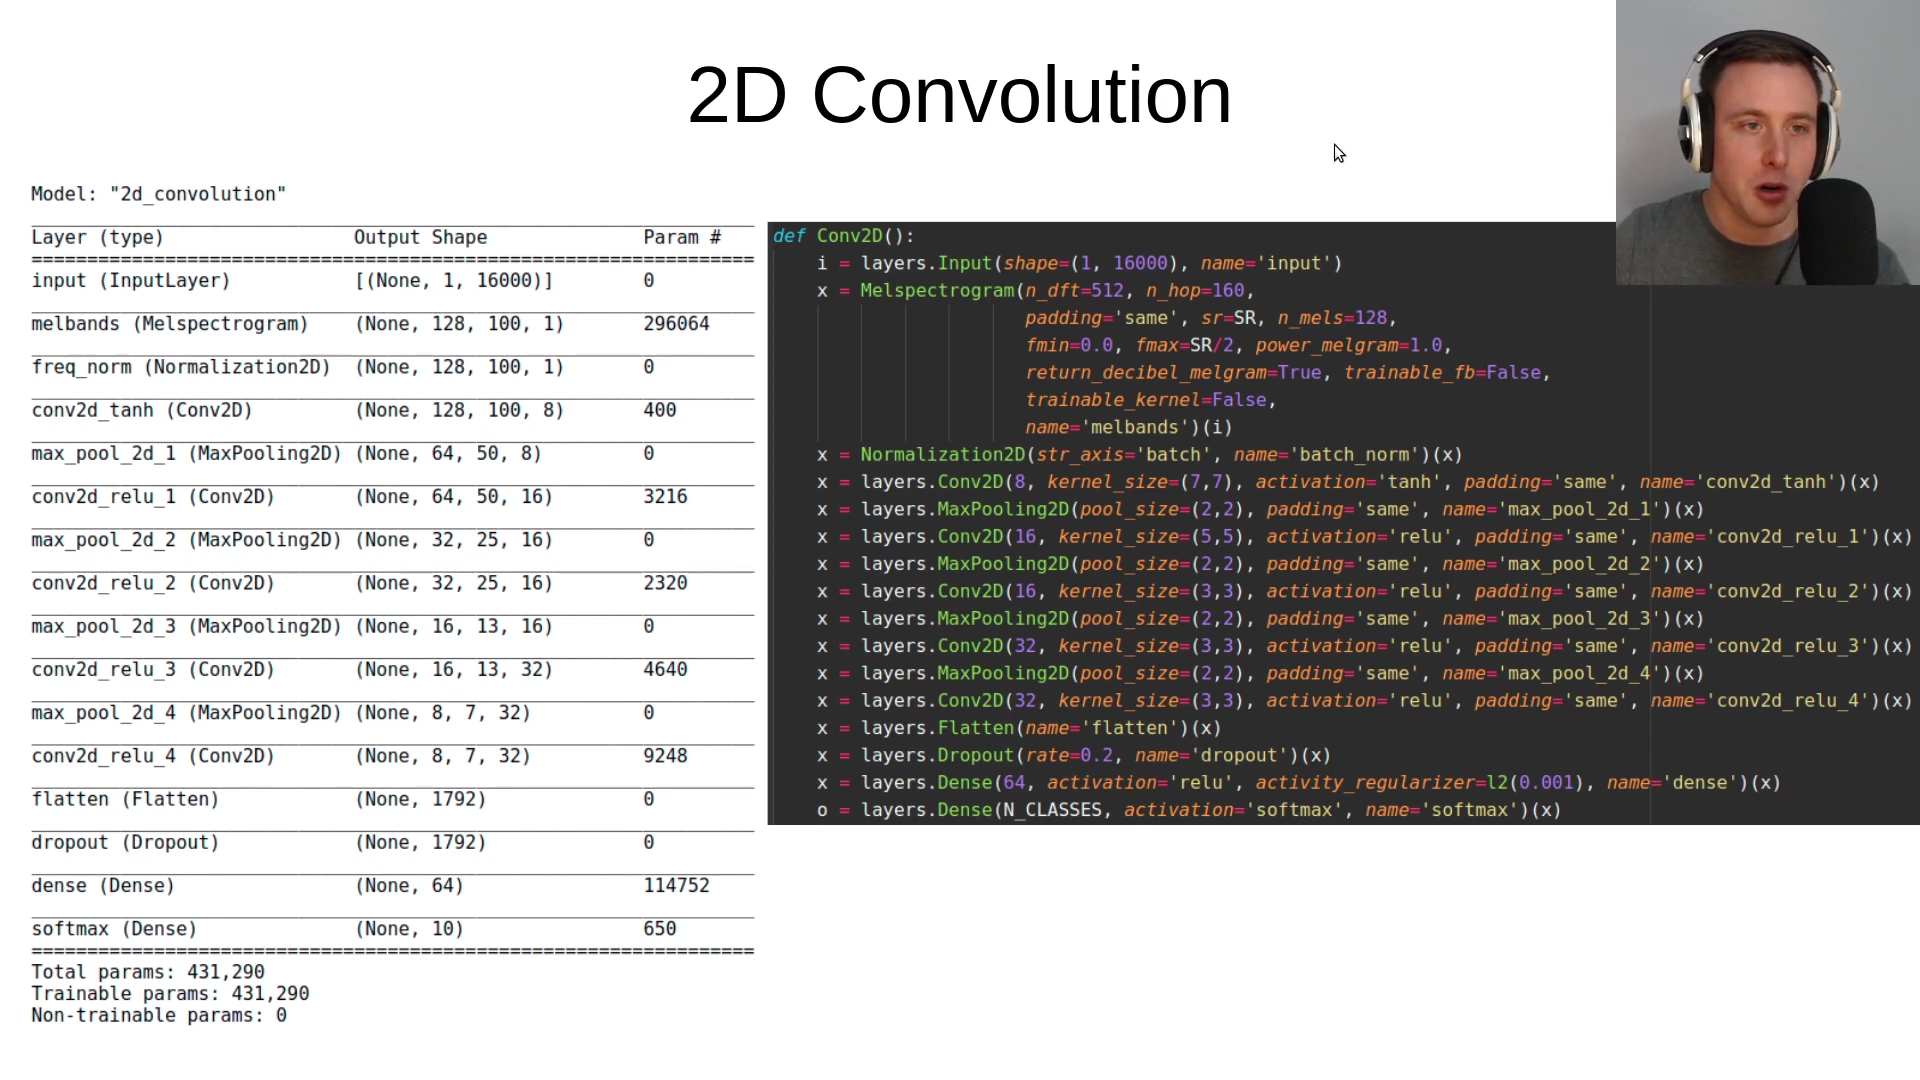 2D Convolution
Model: "2d_convolution"
Layer (type) Output Shape Param #
input (InputLayer) [(None, 1, 16000)] 0
melbands (Melspectrogram) (None, 128, 100, 1) 296064
freq_norm (Normalization2D) (None, 128, 100, 1) 0
conv2d_tanh (Conv2D) (None, 128, 100, 8) 400
max_pool_2d_1 (MaxPooling2D) (None, 64, 50, 8) 0
conv2d_relu_1 (Conv2D) (None, 64, 50, 16) 3216
max_pool_2d_2 (MaxPooling2D) (None, 32, 25, 16) 0
conv2d_relu_2 (Conv2D) (None, 32, 25, 16) 2320
max_pool_2d_3 (MaxPooling2D) (None, 16, 13, 16) 0
conv2d_relu_3 (Conv2D) (None, 16, 13, 32) 4640
max_pool_2d_4 (MaxPooling2D) (None, 8, 7, 32) 0
conv2d_relu_4 (Conv2D) (None, 8, 7, 32) 9248
flatten (Flatten) (None, 1792) 0
dropout (Dropout) (None, 1792) 0
dense (Dense) (None, 64) 114752
softmax (Dense) (None, 10) 650
Total params: 431,290
Trainable params: 431,290
Non-trainable params: 0
def Conv2D():
i = layers.Input(shape=(1, 16000), name='input')
x = Melspectrogram(n_dft=512, n_hop=160,
padding='same', sr=SR, n_mels=128,
fmin=0.0, fmax=SR/2, power_melgram=1.0,
return_decibel_melgram=True, trainable_fb=False,
trainable_kernel=False,
name='melbands')(i)
x = Normalization2D(str_axis='batch', name='batch_norm')(x)
x = layers.Conv2D(8, kernel_size=(7,7), activation='tanh', padding='same', name='conv2d_tanh')(x)
x = layers.MaxPooling2D(pool_size=(2,2), padding='same', name='max_pool_2d_1')(x)
x = layers.Conv2D(16, kernel_size=(5,5), activation='relu', padding='same', name='conv2d_relu_1')(x)
x = layers.MaxPooling2D(pool_size=(2,2), padding='same', name='max_pool_2d_2')(x)
x = layers.Conv2D(16, kernel_size=(3,3), activation='relu', padding='same', name='conv2d_relu_2')(x)
x = layers.MaxPooling2D(pool_size=(2,2), padding='same', name='max_pool_2d_3')(x)
x = layers.Conv2D(32, kernel_size=(3,3), activation='relu', padding='same', name='conv2d_relu_3')(x)
x = layers.MaxPooling2D(pool_size=(2,2), padding='same', name='max_pool_2d_4')(x)
x = layers.Conv2D(32, kernel_size=(3,3), activation='relu', padding='same', name='conv2d_relu_4')(x)
x = layers.Flatten(name='flatten')(x)
x = layers.Dropout(rate=0.2, name='dropout')(x)
x = layers.Dense(64, activation='relu', activity_regularizer=l2(0.001), name='dense')(x)
o = layers.Dense(N_CLASSES, activation='softmax', name='softmax')(x)